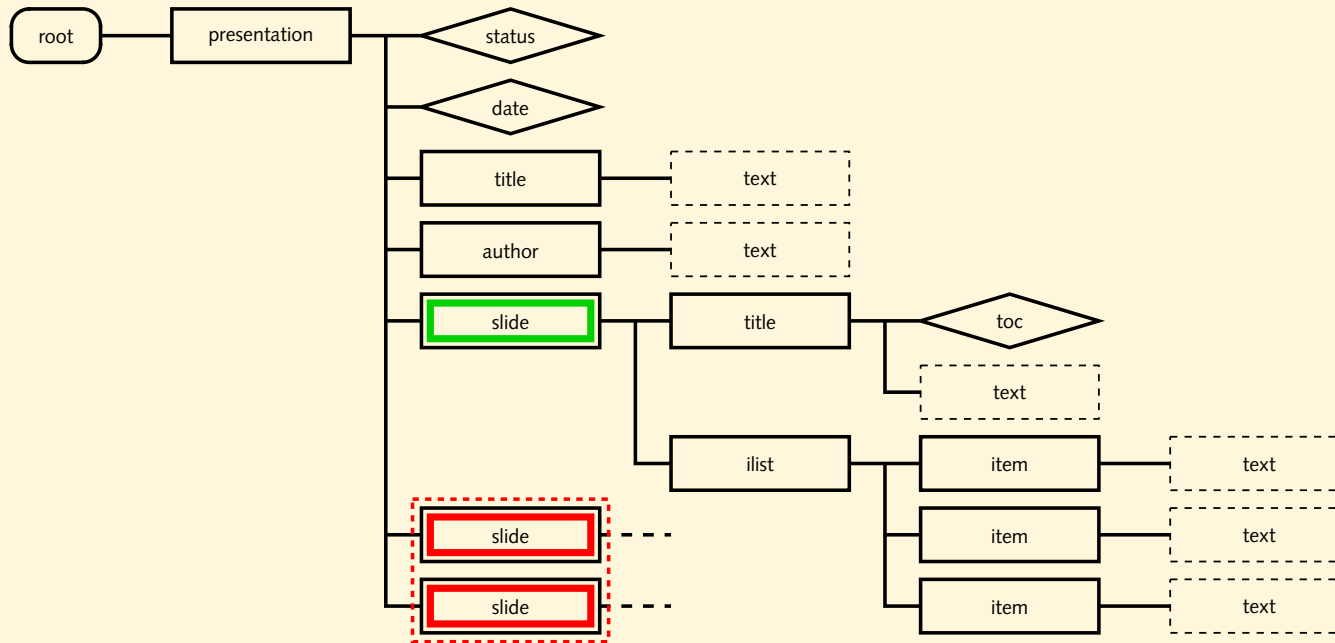 root
presentation
status
date
title
text
author
text
slide
title
toc
text
ilist
item
text
slide
item
text
slide
item
text